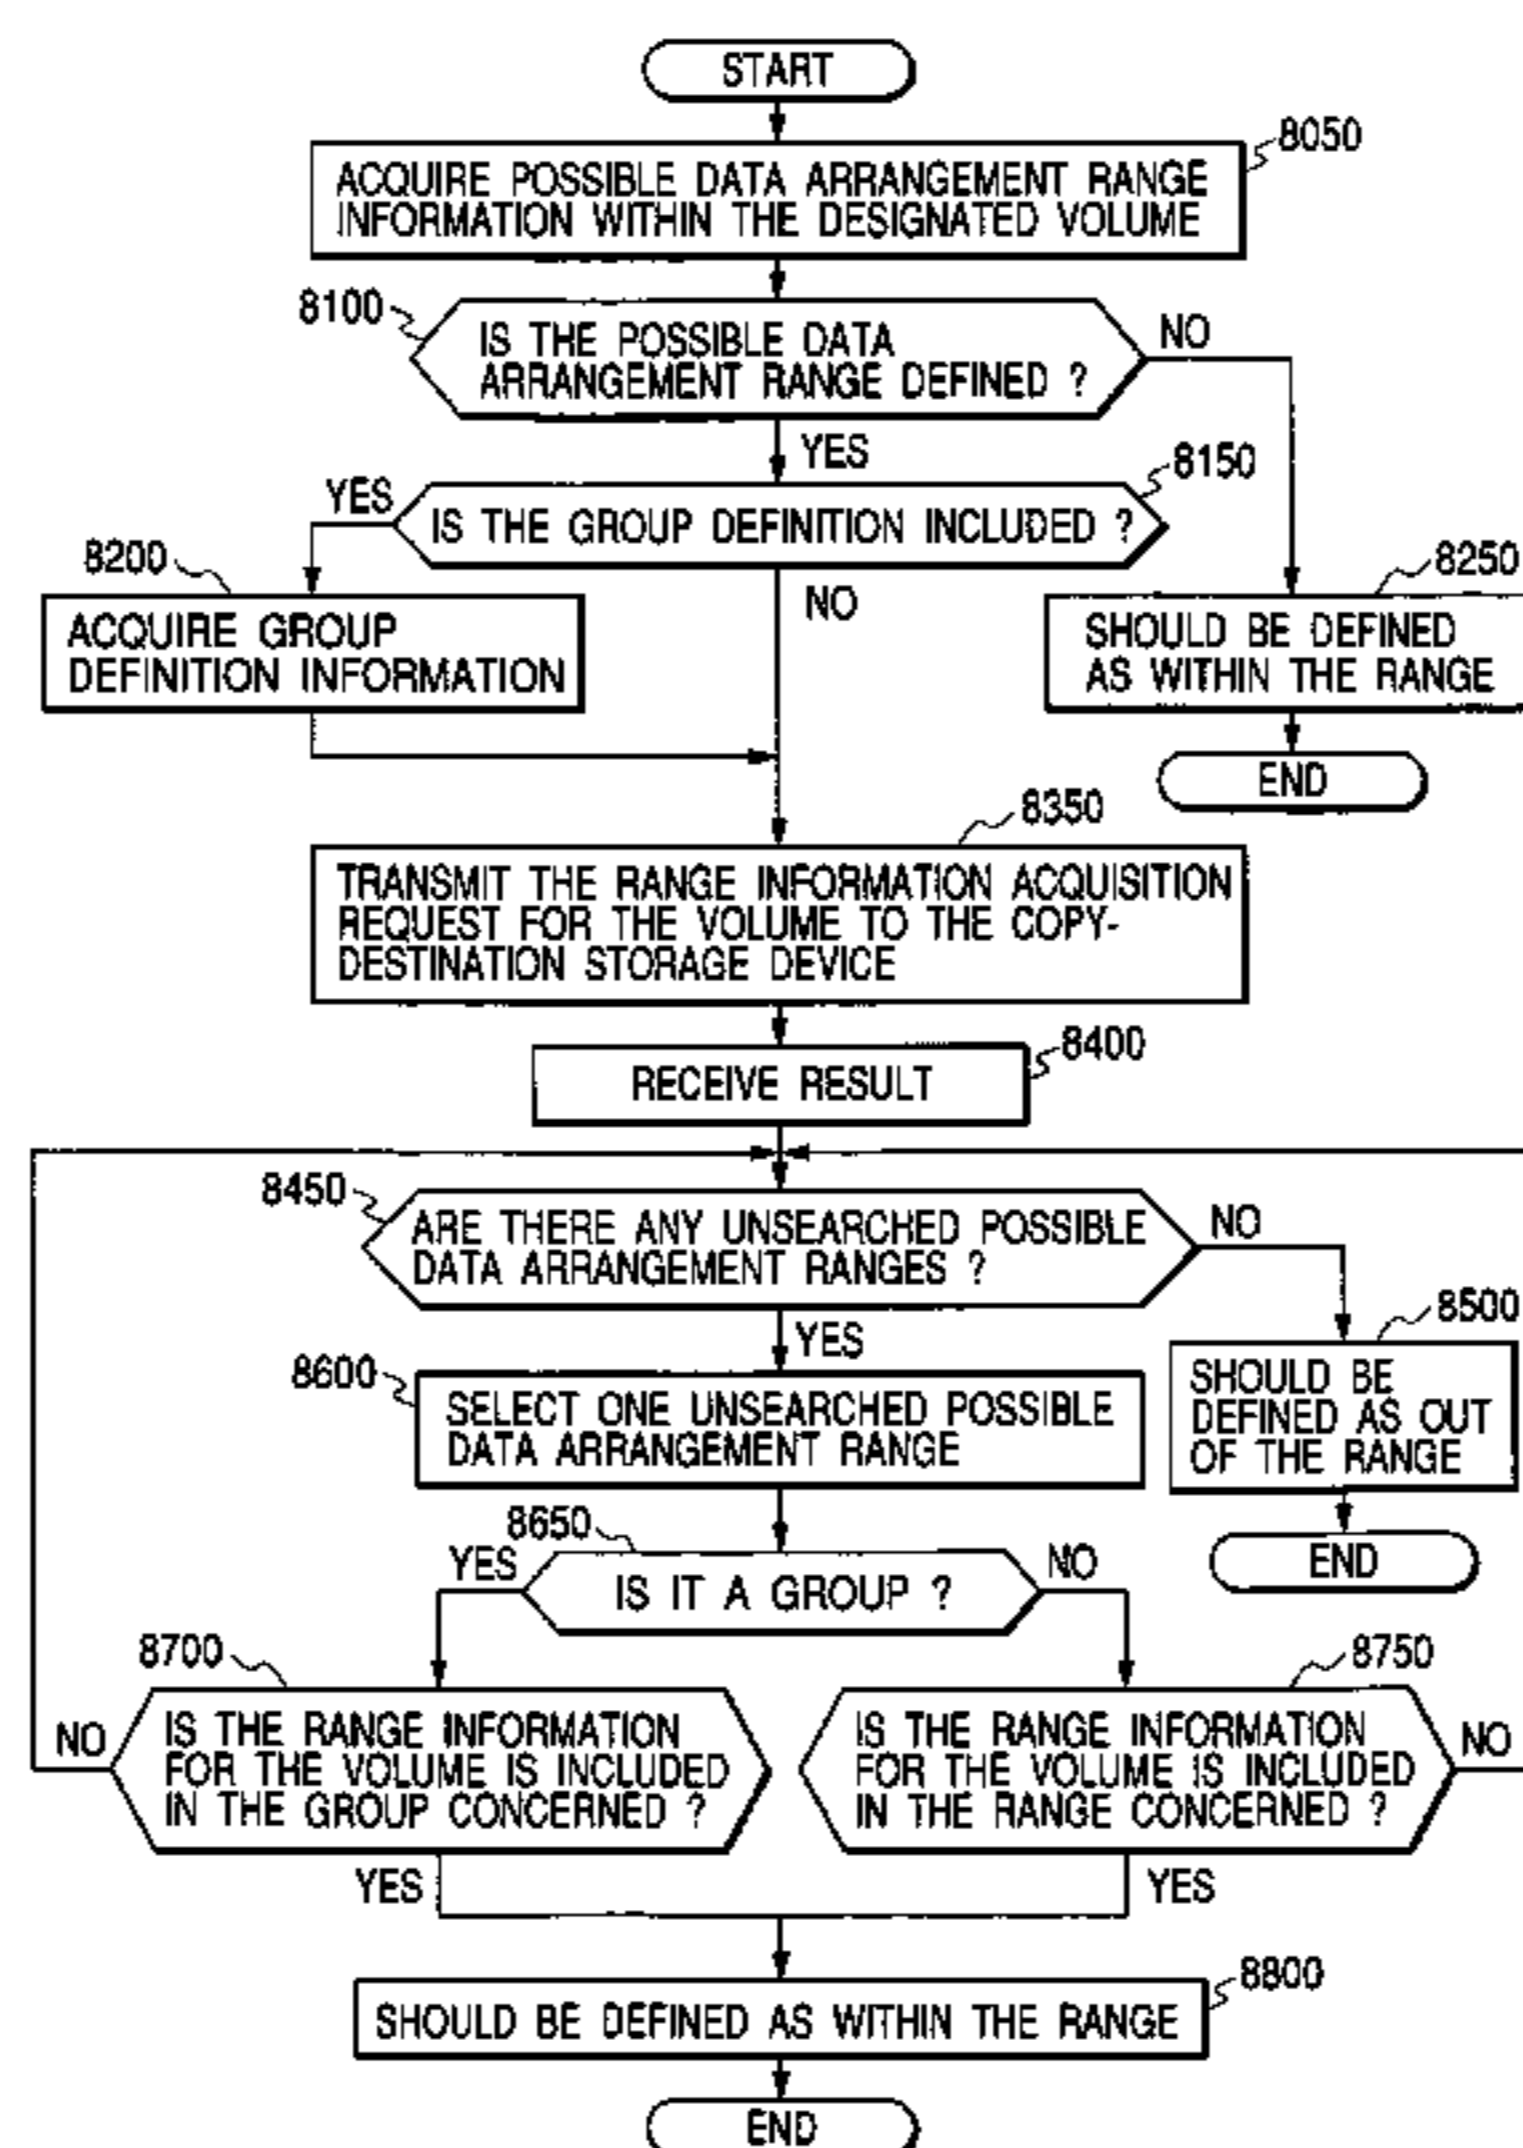 START
8050
ACQUIRE POSSIBLE DATA ARRANGEMENT RANGE
INFORMATION WITHIN THE DESIGNATED VOLUME
8100
IS THE POSSIBLE DATA
ARRANGEMENT RANGE DEFINED ?
NO
YES
8150
YES
IS THE GROUP DEFINITION INCLUDED ?
NO
8200
ACQUIRE GROUP
DEFINITION INFORMATION
8250
SHOULD BE DEFINED
AS WITHIN THE RANGE
END
8350
TRANSMIT THE RANGE INFORMATION ACQUISITION
REQUEST FOR THE VOLUME TO THE COPY-
DESTINATION STORAGE DEVICE
8400
RECEIVE RESULT
8450
ARE THERE ANY UNSEARCHED POSSIBLE
DATA ARRANGEMENT RANGES ?
NO
YES
8500
SHOULD BE
DEFINED AS OUT
OF THE RANGE
END
8600
SELECT ONE UNSEARCHED POSSIBLE
DATA ARRANGEMENT RANGE
8650
YES
IS IT A GROUP ?
NO
8700
NO
IS THE RANGE INFORMATION
FOR THE VOLUME IS INCLUDED
IN THE GROUP CONCERNED ?
YES
8750
IS THE RANGE INFORMATION
FOR THE VOLUME IS INCLUDED
IN THE RANGE CONCERNED ?
NO
YES
8800
SHOULD BE DEFINED AS WITHIN THE RANGE
END